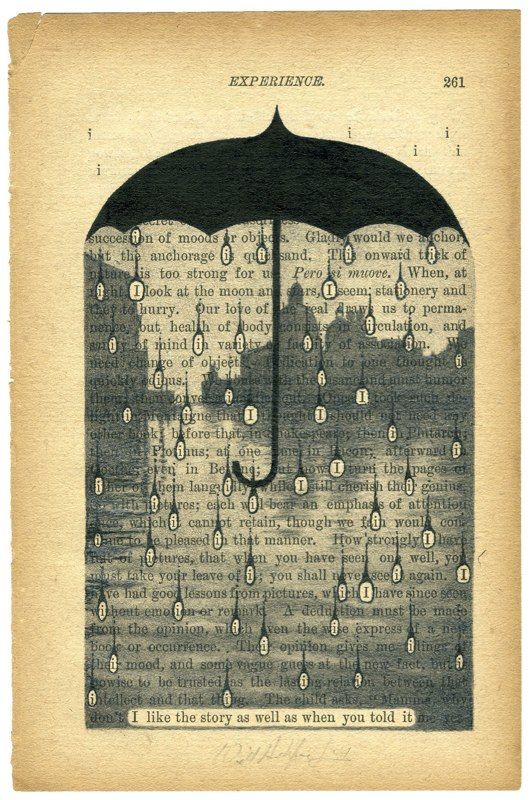 EXPERIENCE. 261
i i i
i i i
succession of moods or objects. Gladly would we anchor,
but the anchorage is quicksand. This onward trick of
nature is too strong for us: Pero si muove. When, at
night, I look at the moon and stars, I seem stationary and
they to hurry. Our love of the real draws us to perma-
nence, but health of body consists in circulation, and
sanity of mind in variety or facility of association. We
need change of objects. Dedication to one thought is
quickly odious. We house with the insane and must humor
them; then conversation dies out. Once I took such de-
light in Montaigne that I thought I should not need any
other book; before that, in Shakespeare; then in Plutarch;
then in Plotinus; at one time in Bacon; afterward in
Goethe; even in Bettine; but now I turn the pages of
either of them languidly, whilst I still cherish their genius.
So with pictures; each will bear an emphasis of attention
once, which it cannot retain, though we fain would con-
tinue to be pleased in that manner. How strongly I have
felt of pictures, that when you have seen one well, you
must take your leave of it; you shall never see it again. I
have had good lessons from pictures, which I have since seen
without emotion or remark. A deduction must be made
from the opinion, which even the wise express of a new
book or occurrence. Their opinion gives me tidings of
their mood, and some vague guess at the new fact, but is
nowise to be trusted as the lasting relation between that
intellect and that thing. The child asks, "Mamma, why
don't I like the story as well as when you told it me yes-